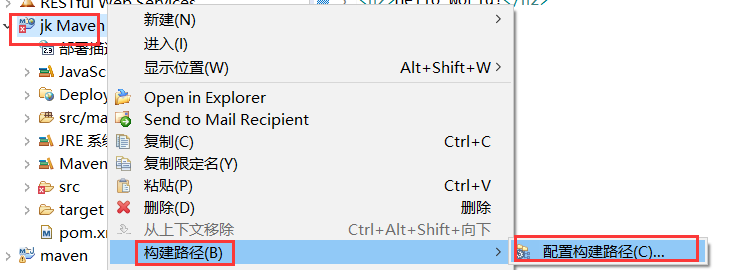 RESTful Web Services
jk Maven
部署描述
JavaSc
Deploy
src/ma
JRE 系统
Maven
src
target
pom.x
maven
新建(N)
进入(I)
显示位置(W) Alt+Shift+W
Open in Explorer
Send to Mail Recipient
复制(C) Ctrl+C
复制限定名(Y)
粘贴(P) Ctrl+V
删除(D) 删除
从上下文移除 Ctrl+Alt+Shift+向下
构建路径(B)
配置构建路径(C)...